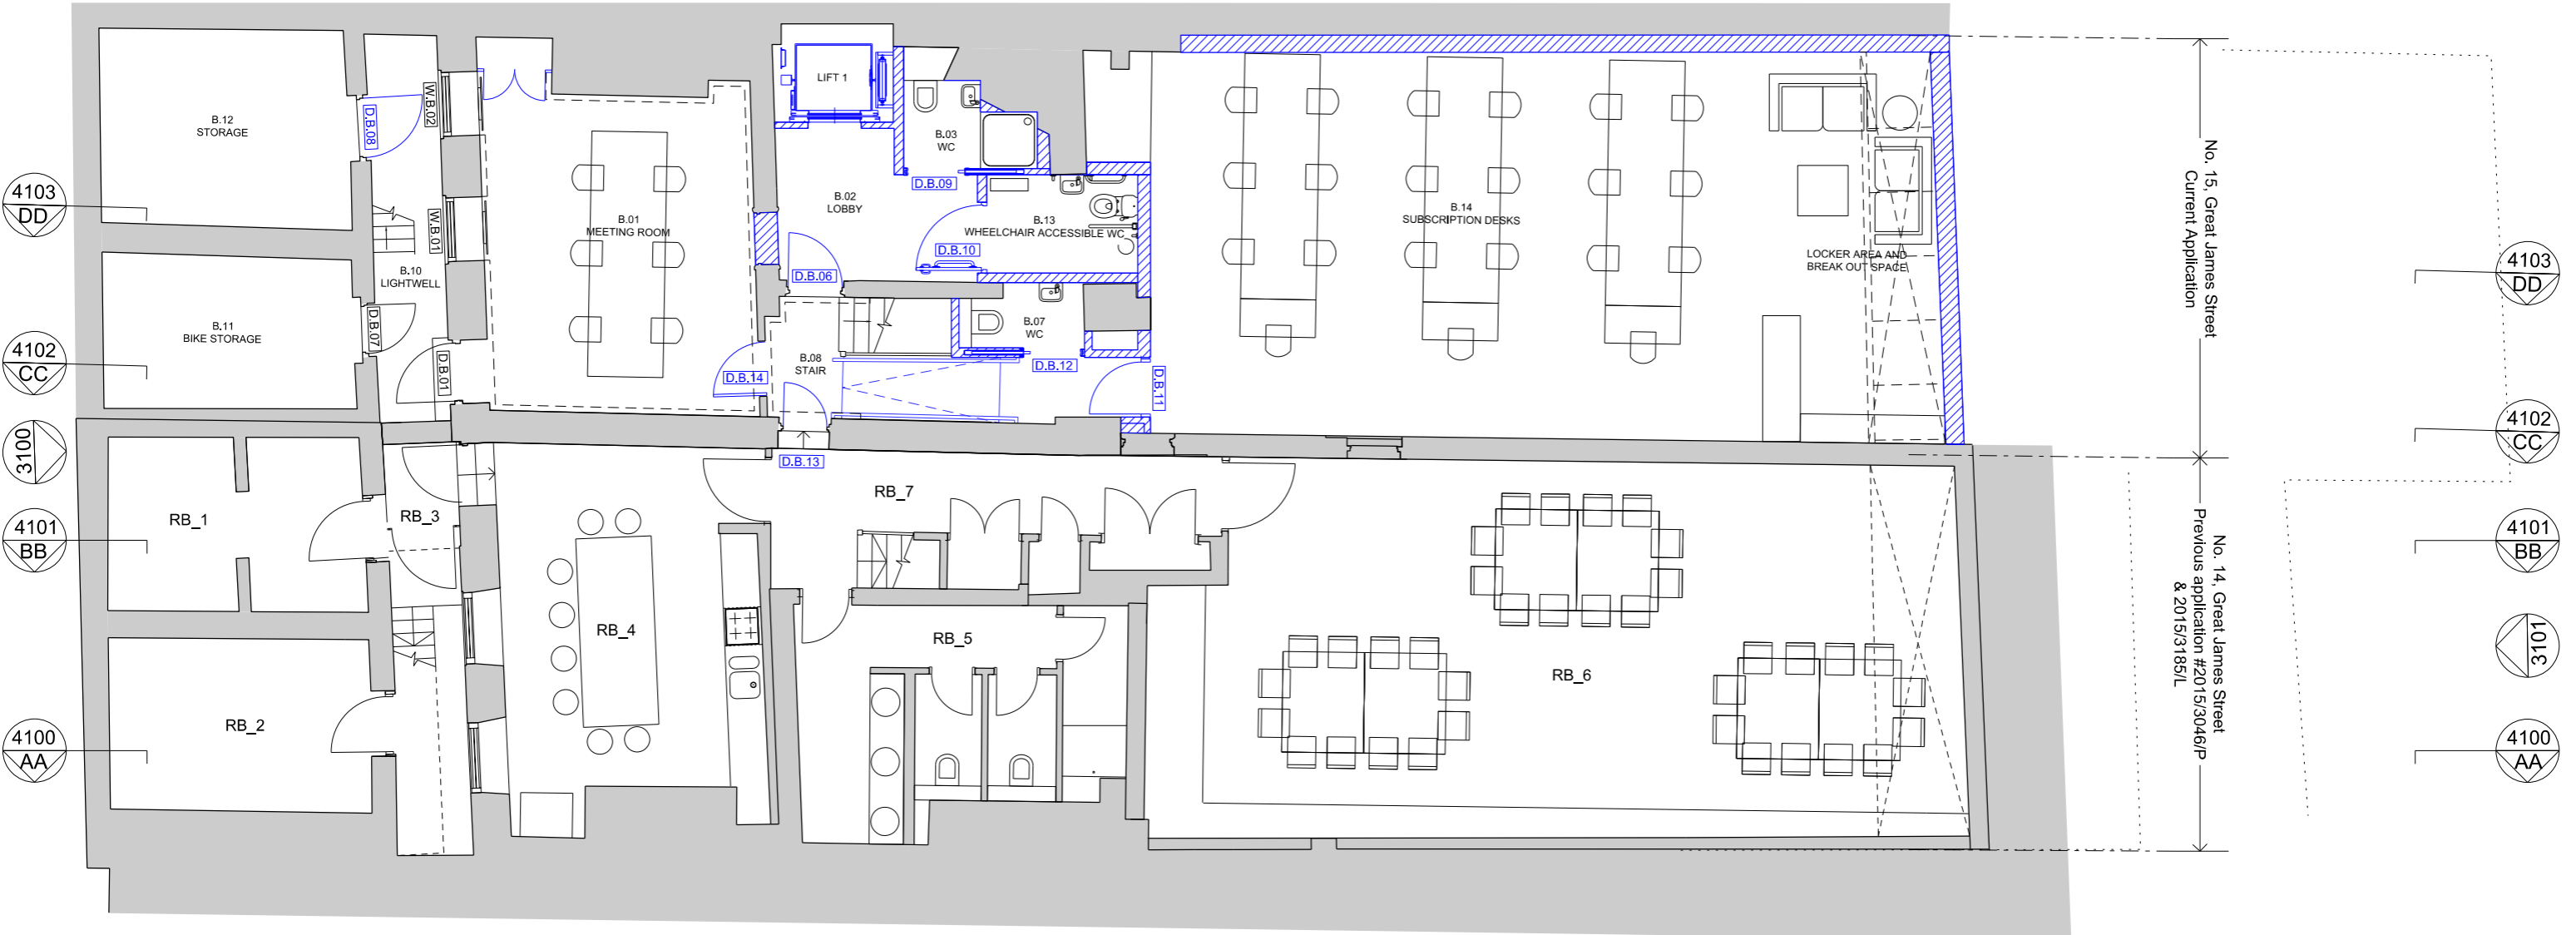 LIFT 1
B.12
STORAGE
D.B.08
W.B.02
B.03
WC
D.B.09
B.02
LOBBY
B.13
WHEELCHAIR ACCESSIBLE WC
D.B.10
D.B.06
B.01
MEETING ROOM
W.B.01
B.10
LIGHTWELL
B.11
BIKE STORAGE
D.B.07
D.B.01
B.07
WC
D.B.12
B.08
STAIR
D.B.14
D.B.11
D.B.13
B.14
SUBSCRIPTION DESKS
LOCKER AREA AND
BREAK OUT SPACE
No. 15, Great James Street
Current Application
No. 14, Great James Street
Previous application #2015/3046/P
& 2015/3185/L
4103
DD
4102
CC
3100
4101
BB
4100
AA
4103
DD
4102
CC
4101
BB
3101
4100
AA
RB_1
RB_3
RB_2
RB_4
RB_7
RB_5
RB_6